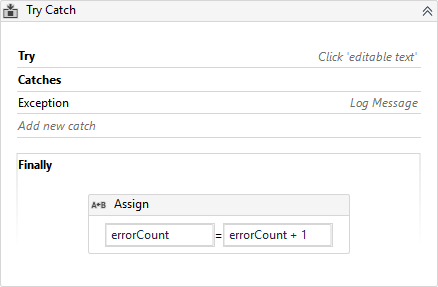 Try Catch
Try Click 'editable text'
Catches
Exception Log Message
Add new catch
Finally
A+B Assign
errorCount = errorCount + 1